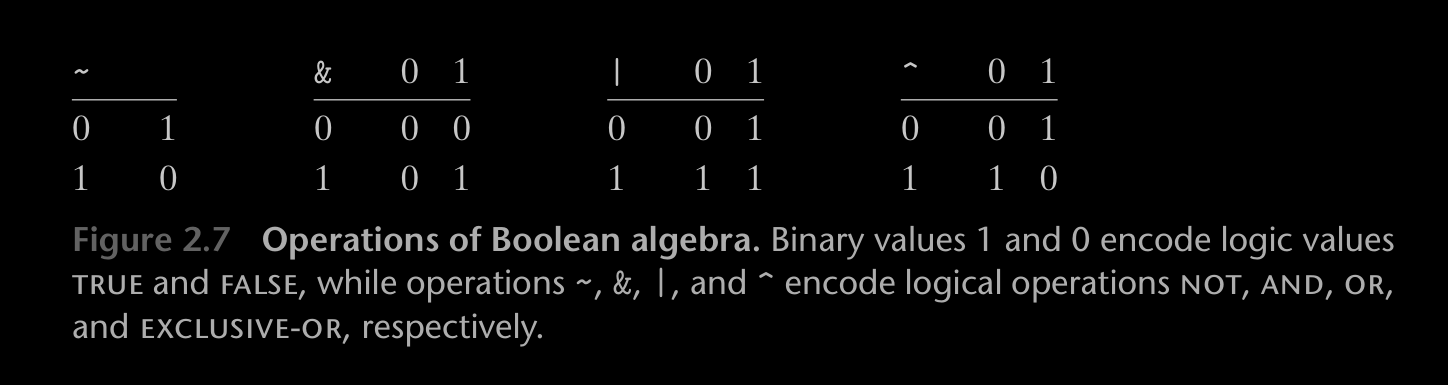 ~ & 0 1 | 0 1 ^ 0 1
0 1 0 0 0 0 0 1 0 0 1
1 0 1 0 1 1 1 1 1 1 0
Figure 2.7 Operations of Boolean algebra. Binary values 1 and 0 encode logic values
TRUE and FALSE, while operations ~, &, |, and ^ encode logical operations NOT, AND, OR,
and EXCLUSIVE-OR, respectively.